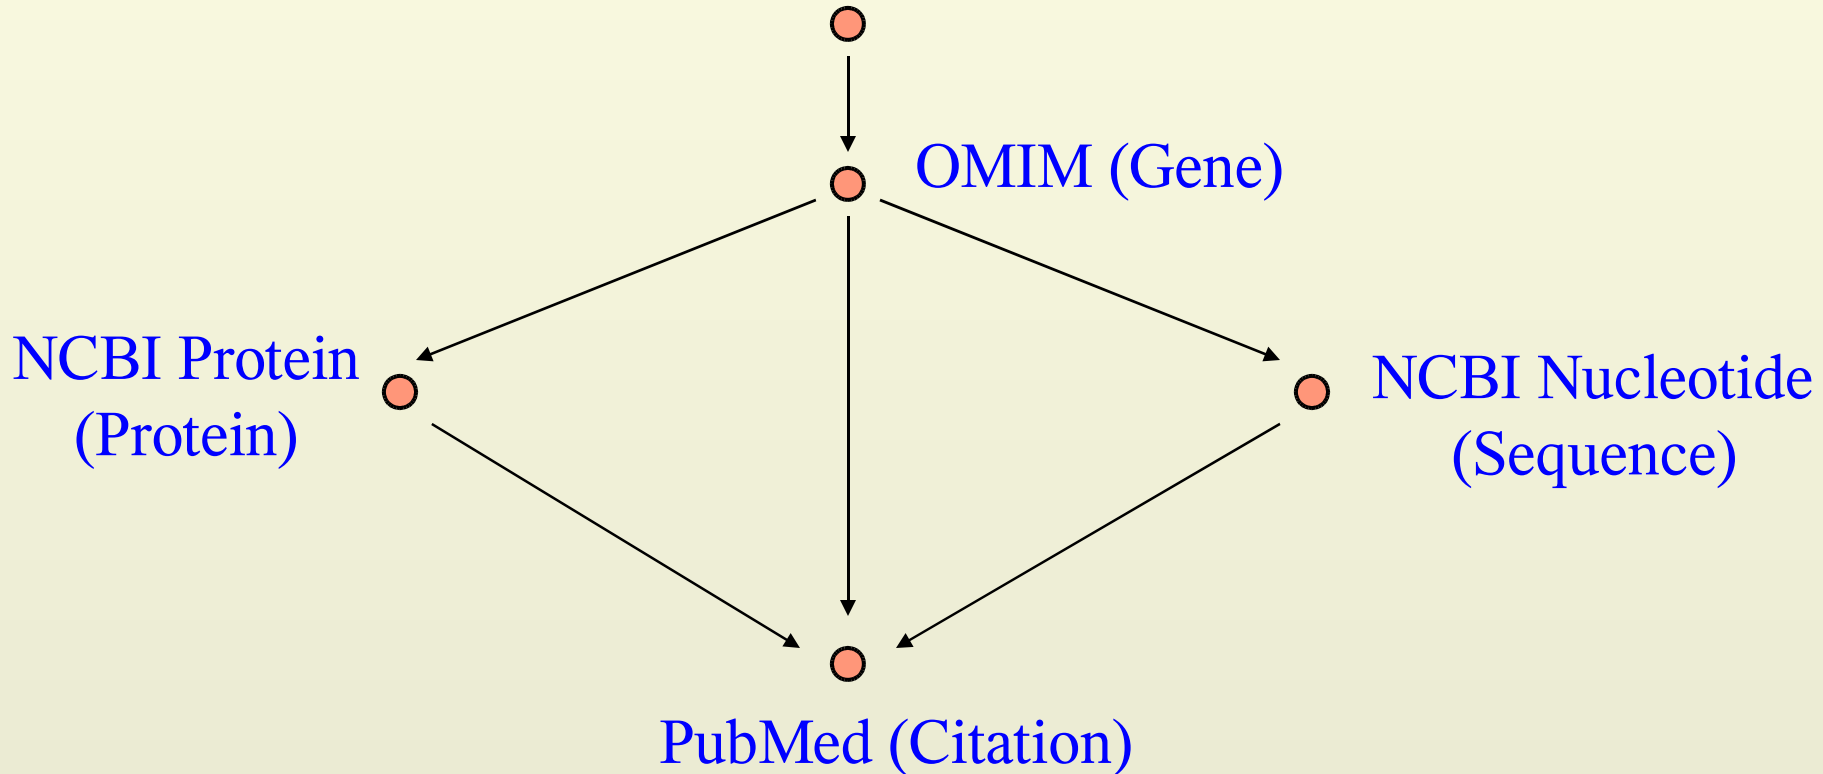 OMIM (Gene)
NCBI Protein
(Protein)
NCBI Nucleotide
(Sequence)
PubMed (Citation)